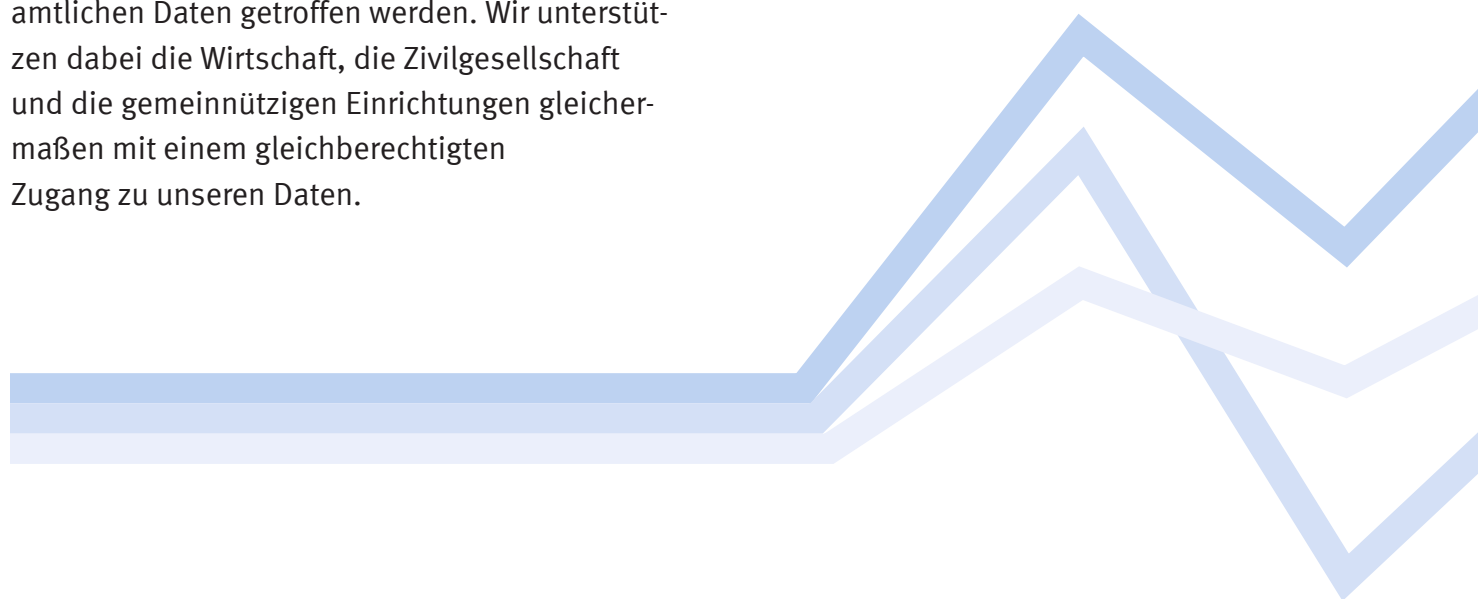 amtlichen Daten getroffen werden. Wir unterstüt-
zen dabei die Wirtschaft, die Zivilgesellschaft
und die gemeinnützigen Einrichtungen gleicher-
maßen mit einem gleichberechtigten
Zugang zu unseren Daten.